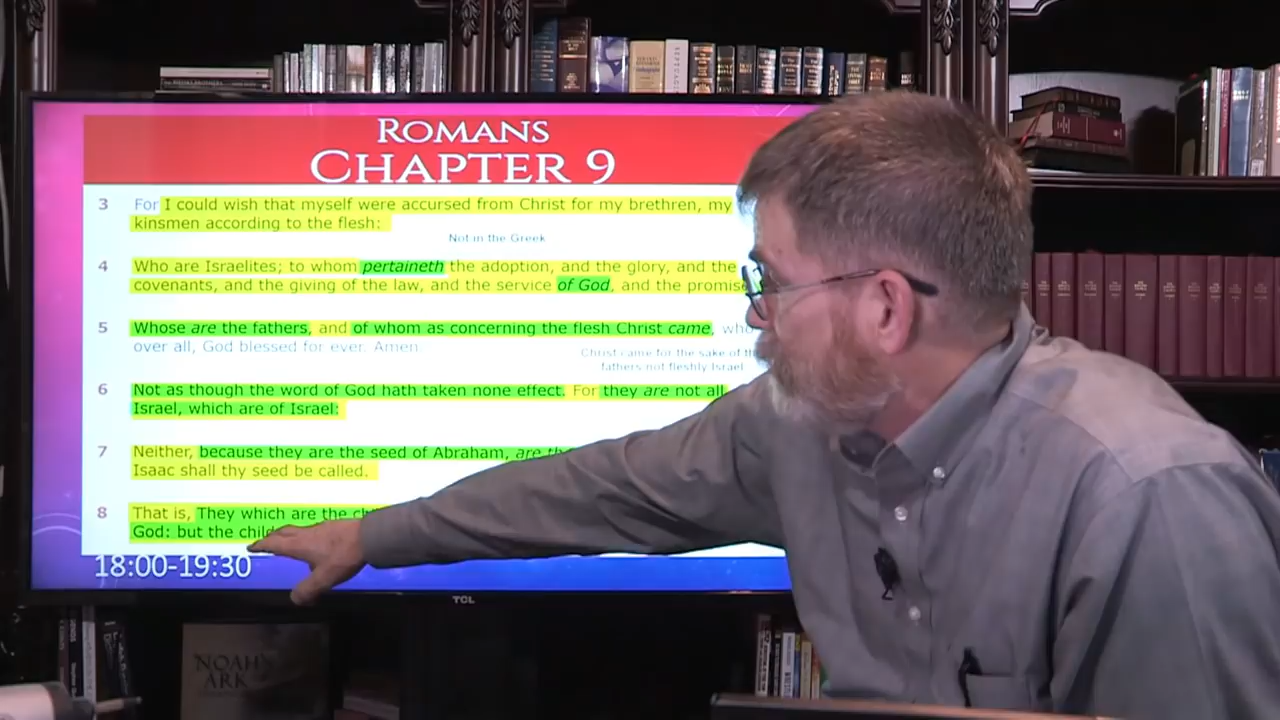 ROMANS
CHAPTER 9
3 For I could wish that myself were accursed from Christ for my brethren, my
kinsmen according to the flesh:
Not in the Greek
4 Who are Israelites; to whom pertaineth the adoption, and the glory, and the
covenants, and the giving of the law, and the service of God, and the promise
5 Whose are the fathers, and of whom as concerning the flesh Christ came, who
over all, God blessed for ever. Amen
Christ came for the sake of th
fathers not fleshly Israel
6 Not as though the word of God hath taken none effect. For they are not all
Israel, which are of Israel:
7 Neither, because they are the seed of Abraham, are
Isaac shall thy seed be called.
8 That is, They which are the
God: but the
18:00-19:30
TCL
NOAH
ARK